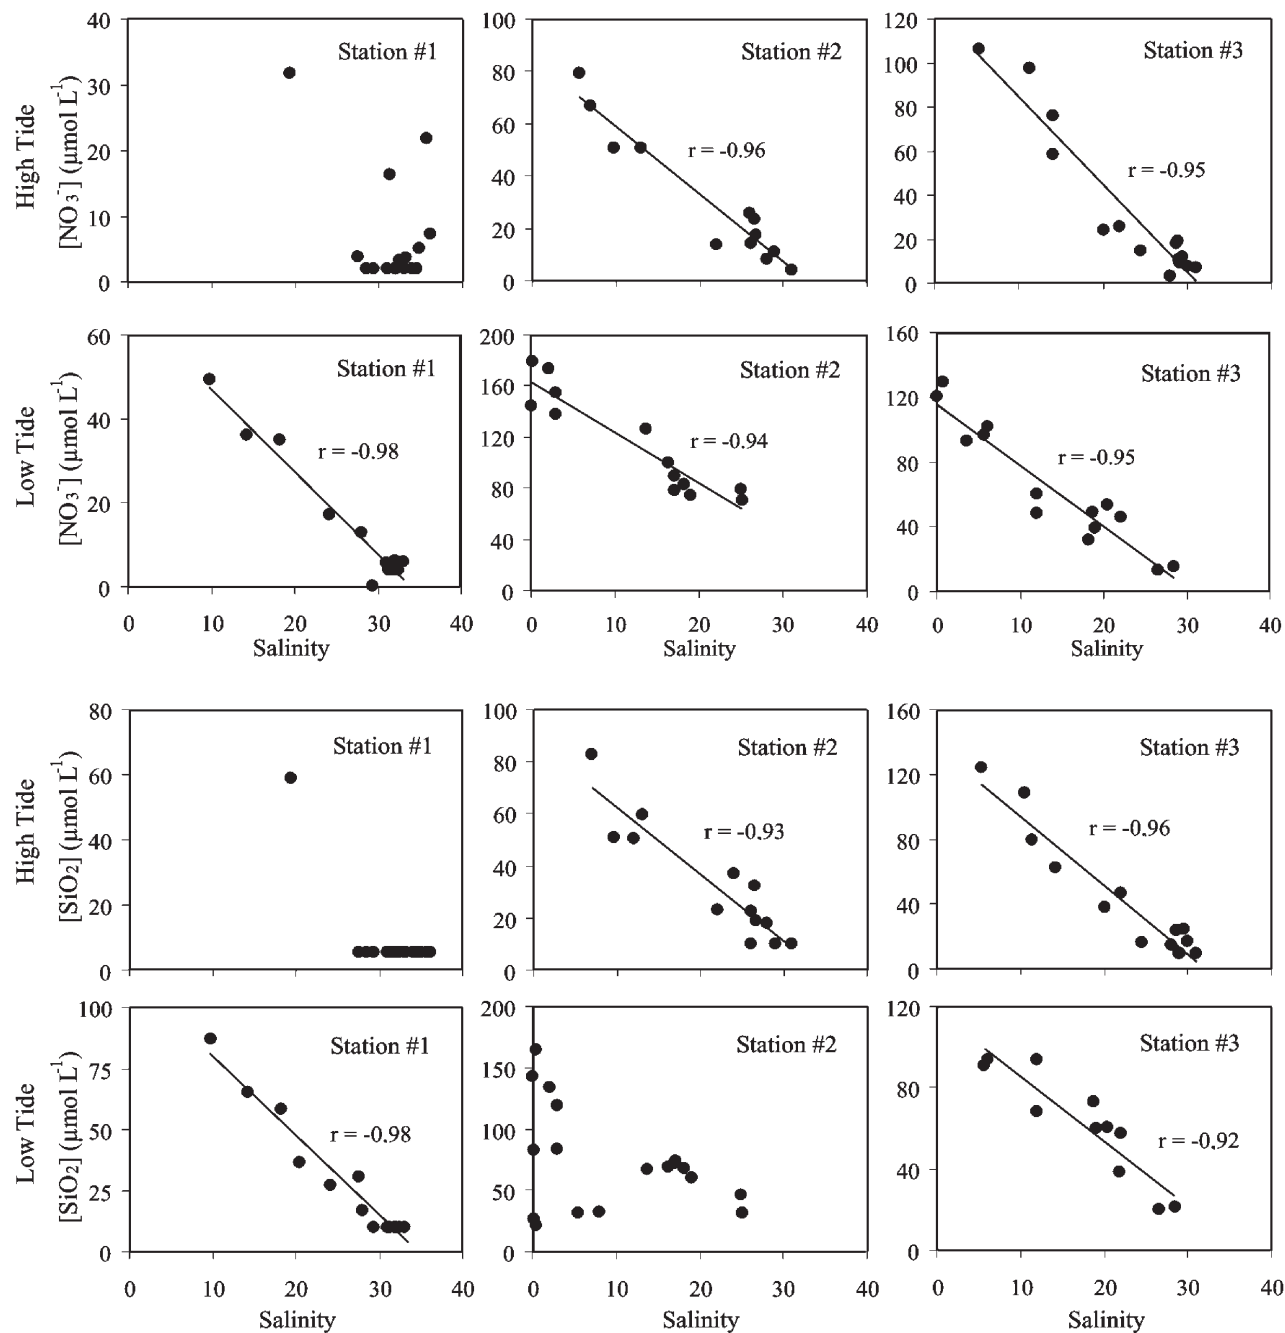 High Tide
[NO₃⁻] (µmol L⁻¹)
40
30
20
10
0
Station #1
100
80
60
40
20
0
Station #2
r = -0.96
120
100
80
60
40
20
0
Station #3
r = -0.95
Low Tide
[NO₃⁻] (µmol L⁻¹)
60
40
20
0
Station #1
r = -0.98
0 10 20 30 40
Salinity
200
160
120
80
40
0
Station #2
r = -0.94
0 10 20 30 40
Salinity
160
120
80
40
0
Station #3
r = -0.95
0 10 20 30 40
Salinity
High Tide
[SiO₂] (µmol L⁻¹)
80
60
40
20
0
Station #1
100
80
60
40
20
0
Station #2
r = -0.93
160
120
80
40
0
Station #3
r = -0.96
Low Tide
[SiO₂] (µmol L⁻¹)
100
75
50
25
0
Station #1
r = -0.98
0 10 20 30 40
Salinity
200
150
100
50
0
Station #2
0 10 20 30 40
Salinity
120
80
40
0
Station #3
r = -0.92
0 10 20 30 40
Salinity